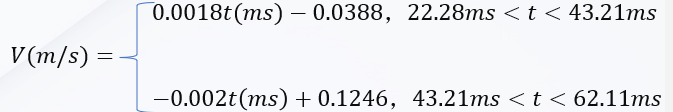 0.0018t(ms) − 0.0388,  22.28ms < t < 43.21ms
V(m/s) =
−0.002t(ms) + 0.1246,  43.21ms < t < 62.11ms